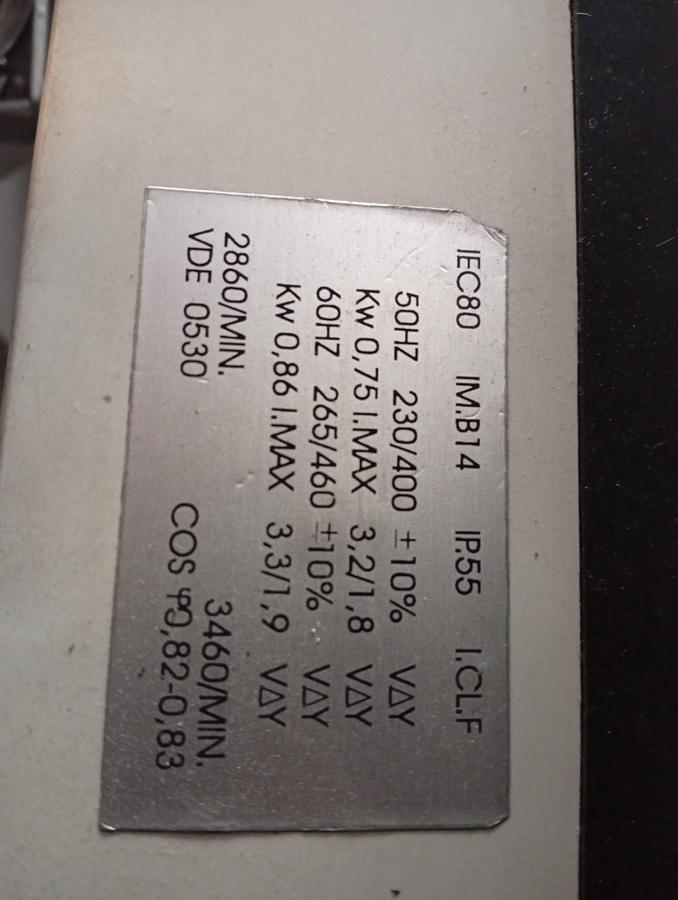 IEC80 IM.B14 IP.55 I.CL.F
50HZ 230/400 ±10% V∆Y
Kw 0,75 I.MAX 3,2/1,8 V∆Y
60HZ 265/460 ±10% V∆Y
Kw 0,86 I.MAX 3,3/1,9 V∆Y
2860/MIN. 3460/MIN.
VDE 0530 COS φ0,82-0,83